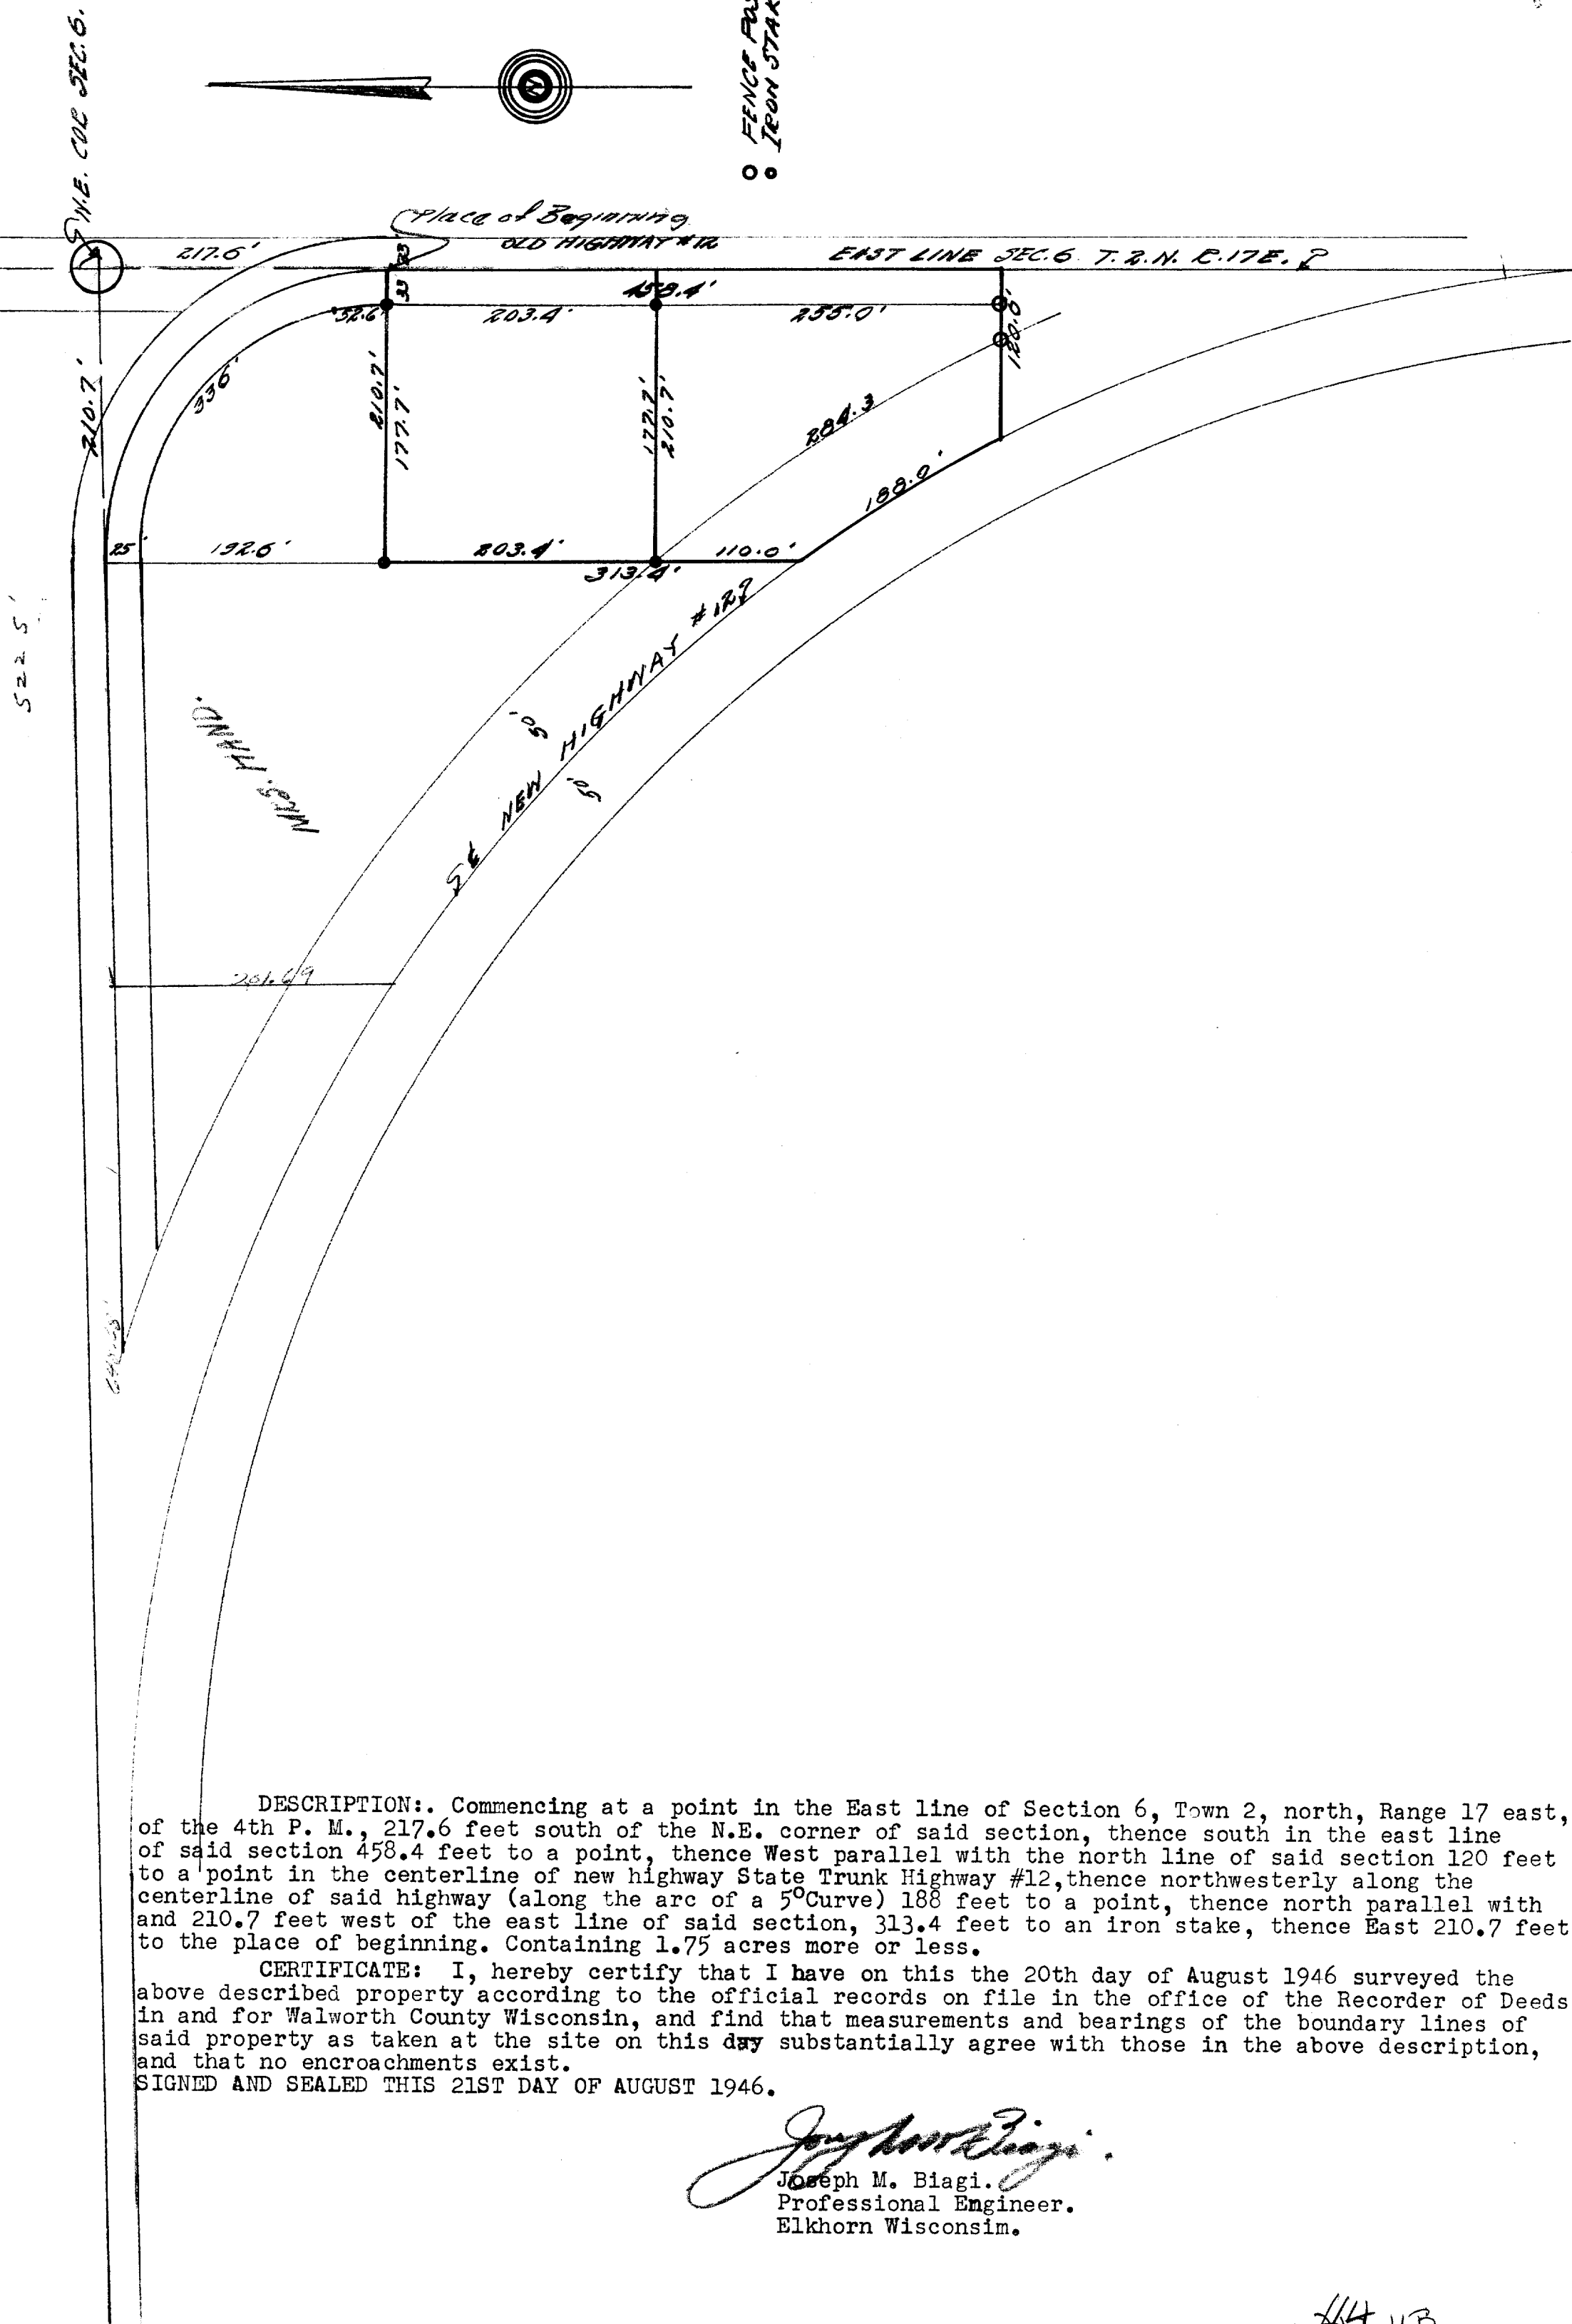 N.E. COR SEC. 6.
N
FENCE POS
IRON STAK
Place of Beginning
OLD HIGHWAY #12
217.6'
33
EAST LINE SEC. 6 T. 2. N. R. 17 E.
33
458.4'
52.6'
203.4'
255.0'
120.0'
336'
210.7'
210.7'
177.7'
177.7'
210.7'
284.3
188.0'
25'
192.6'
203.4'
110.0'
313.4'
5225'
NEW HIGHWAY #12
50'
50'
MRS. HAND.
201.69
DESCRIPTION:. Commencing at a point in the East line of Section 6, Town 2, north, Range 17 east,
of the 4th P. M., 217.6 feet south of the N.E. corner of said section, thence south in the east line
of said section 458.4 feet to a point, thence West parallel with the north line of said section 120 feet
to a point in the centerline of new highway State Trunk Highway #12,thence northwesterly along the
centerline of said highway (along the arc of a 5°Curve) 188 feet to a point, thence north parallel with
and 210.7 feet west of the east line of said section, 313.4 feet to an iron stake, thence East 210.7 feet
to the place of beginning. Containing 1.75 acres more or less.
CERTIFICATE: I, hereby certify that I have on this the 20th day of August 1946 surveyed the
above described property according to the official records on file in the office of the Recorder of Deeds
in and for Walworth County Wisconsin, and find that measurements and bearings of the boundary lines of
said property as taken at the site on this day substantially agree with those in the above description,
and that no encroachments exist.
SIGNED AND SEALED THIS 21ST DAY OF AUGUST 1946.
Joseph M. Biagi.
Joseph M. Biagi.
Professional Engineer.
Elkhorn Wisconsim.